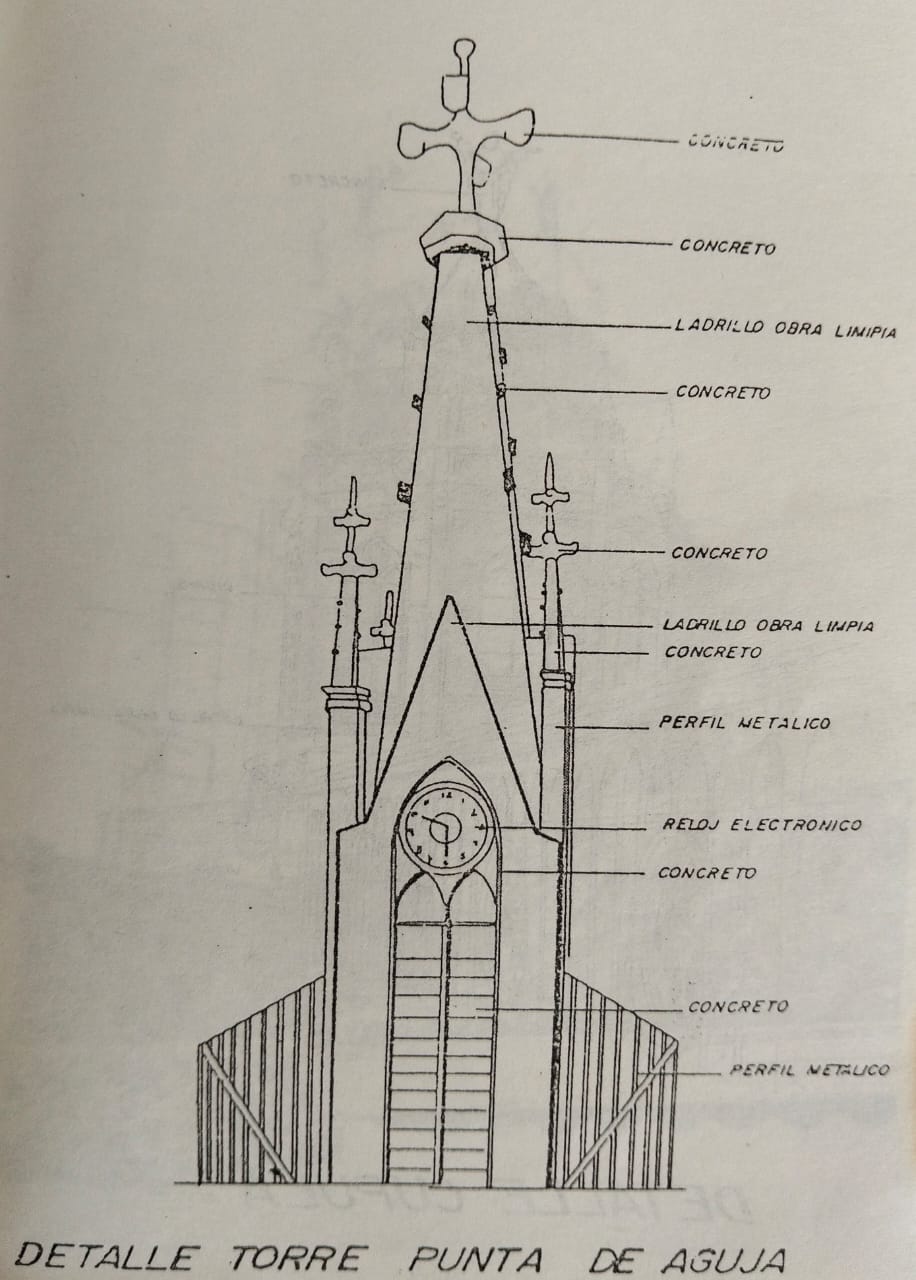 CONCRETO
CONCRETO
LADRILLO OBRA LIMIPIA
CONCRETO
CONCRETO
LADRILLO OBRA LIMPIA
CONCRETO
PERFIL METALICO
RELOJ ELECTRONICO
CONCRETO
CONCRETO
PERFIL METALICO
12
DETALLE TORRE PUNTA DE AGUJA